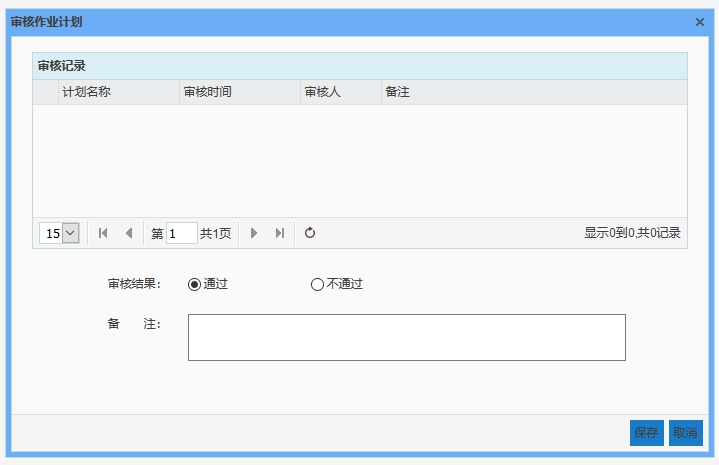 审核作业计划
审核记录
计划名称 审核时间 审核人 备注
15 第 1 共1页 显示0到0,共0记录
审核结果: 通过 不通过
备 注:
保存 取消